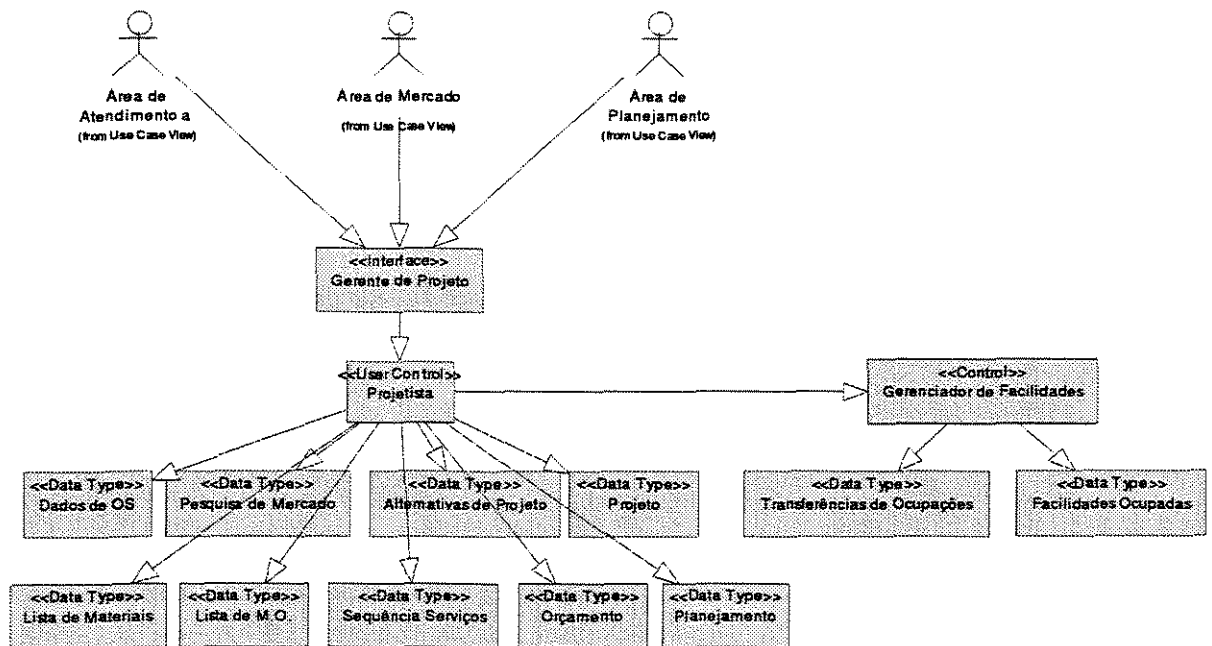 Área de
Atendimento a
(from Use Case View)
Área de Mercado
(from Use Case View)
Área de
Planejamento
(from Use Case View)
<<Interface>>
Gerente de Projeto
<<User Control>>
Projetista
<<Control>>
Gerenciador de Facilidades
<<Data Type>>
Dados de OS
<<Data Type>>
Pesquisa de Mercado
<<Data Type>>
Alternativas de Projeto
<<Data Type>>
Projeto
<<Data Type>>
Transferências de Ocupações
<<Data Type>>
Facilidades Ocupadas
<<Data Type>>
Lista de Materiais
<<Data Type>>
Lista de M.O.
<<Data Type>>
Sequência Serviços
<<Data Type>>
Orçamento
<<Data Type>>
Planejamento